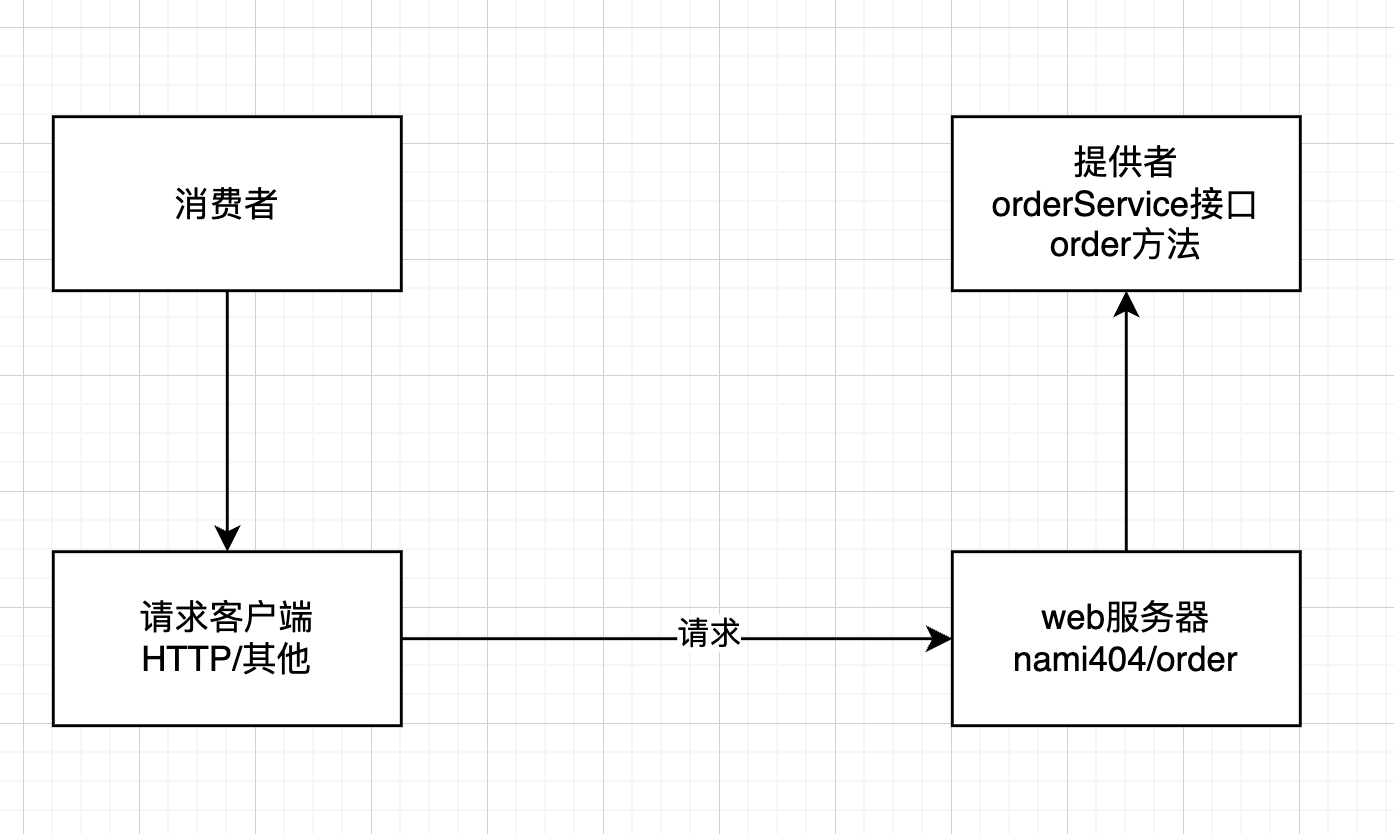 消费者
提供者
orderService接口
order方法
请求客户端
HTTP/其他
请求
web服务器
nami404/order